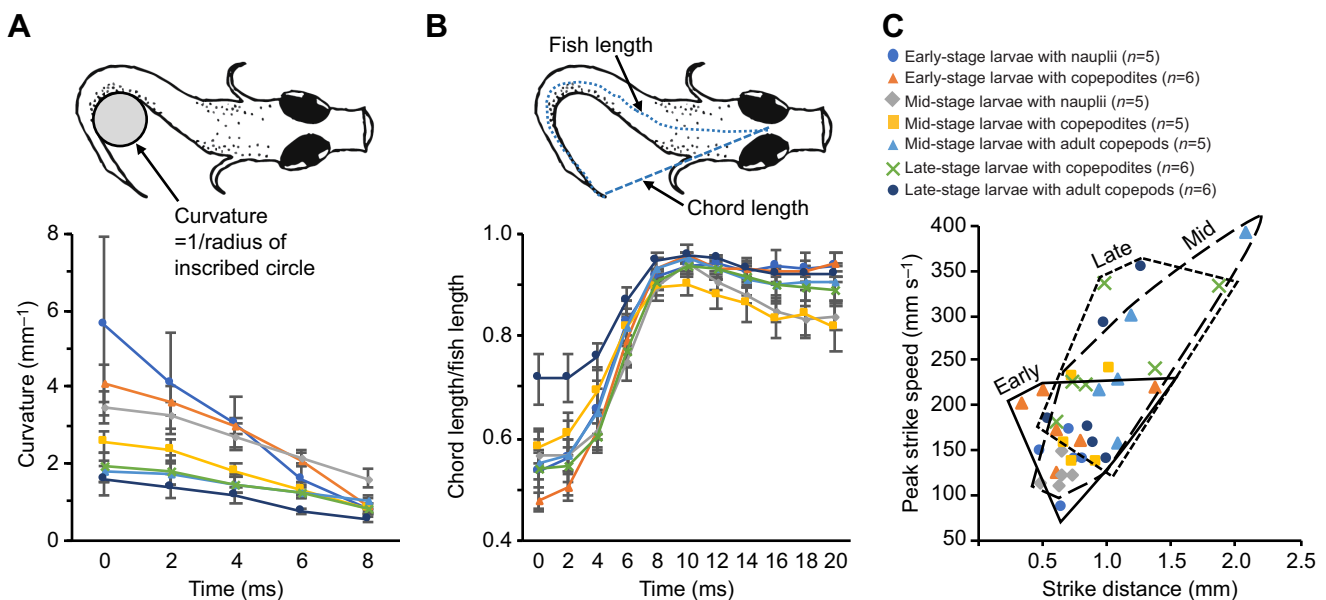 A
Curvature
=1/radius of
inscribed circle
8
6
4
2
0
Curvature (mm−1)
0 2 4 6 8
Time (ms)
B
Fish length
Chord length
1.0
0.8
0.6
0.4
Chord length/fish length
0 2 4 6 8 10 12 14 16 18 20
Time (ms)
C
Early-stage larvae with nauplii (n=5)
Early-stage larvae with copepodites (n=6)
Mid-stage larvae with nauplii (n=5)
Mid-stage larvae with copepodites (n=5)
Mid-stage larvae with adult copepods (n=5)
Late-stage larvae with copepodites (n=6)
Late-stage larvae with adult copepods (n=6)
400
350
300
250
200
150
100
50
Peak strike speed (mm s−1)
Late
Mid
Early
0.5 1.0 1.5 2.0 2.5
Strike distance (mm)